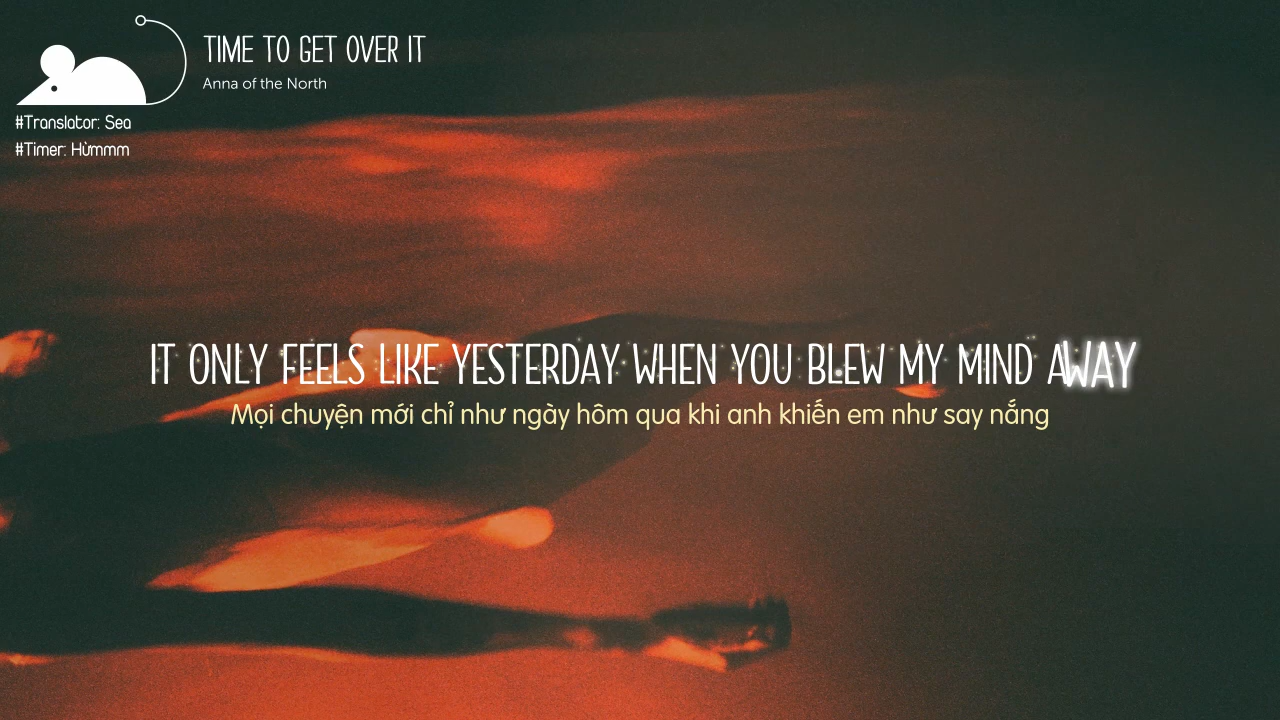 TIME TO GET OVER IT
Anna of the North
#Translator: Sea
#Timer: Hừmmm
IT ONLY FEELS LIKE YESTERDAY WHEN YOU BLEW MY MIND AWAY
Mọi chuyện mới chỉ như ngày hôm qua khi anh khiến em như say nắng